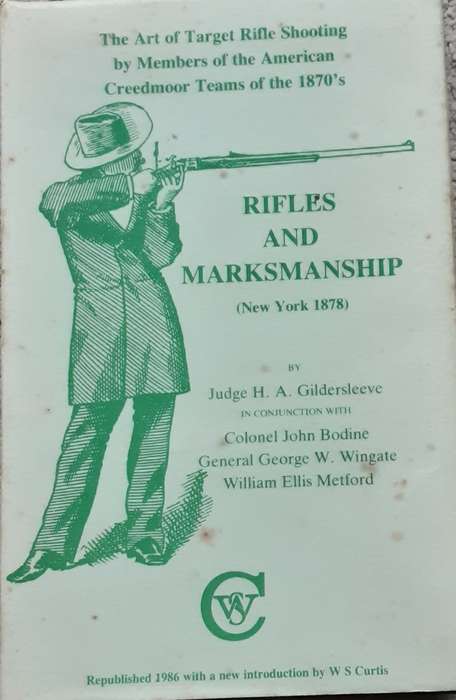 The Art of Target Rifle Shooting
by Members of the American
Creedmoor Teams of the 1870's
RIFLES
AND
MARKSMANSHIP
(New York 1878)
BY
Judge H. A. Gildersleeve
IN CONJUNCTION WITH
Colonel John Bodine
General George W. Wingate
William Ellis Metford
C
WS
Republished 1986 with a new introduction by W S Curtis